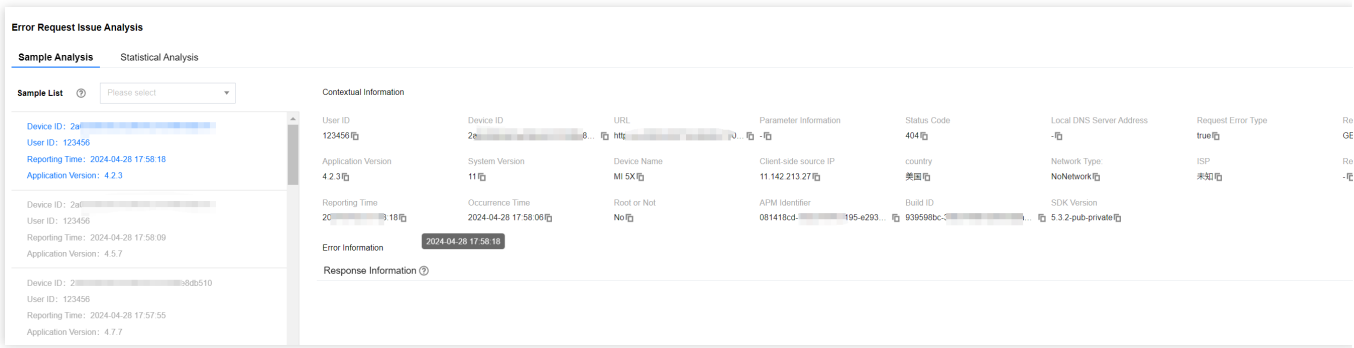 Error Request Issue Analysis
Sample Analysis Statistical Analysis
Sample List Please select
Device ID: 2a
User ID: 123456
Reporting Time: 2024-04-28 17:58:18
Application Version: 4.2.3
Device ID: 2a
User ID: 123456
Reporting Time: 2024-04-28 17:58:09
Application Version: 4.5.7
Device ID: 2 e8db510
User ID: 123456
Reporting Time: 2024-04-28 17:57:55
Application Version: 4.7.7
Contextual Information
User ID Device ID URL Parameter Information Status Code Local DNS Server Address Request Error Type Re
123456 2a 8... http 0... - 404 - true GE
Application Version System Version Device Name Client-side source IP country Network Type ISP Re
4.2.3 11 MI 5X 11.142.213.27 美国 NoNetwork 未知 -
Reporting Time Occurrence Time Root or Not APM Identifier Build ID SDK Version
20 :18 2024-04-28 17:58:06 No 081418cd- 195-e293... 939598bc- ... 5.3.2-pub-private
2024-04-28 17:58:18
Error Information
Response Information